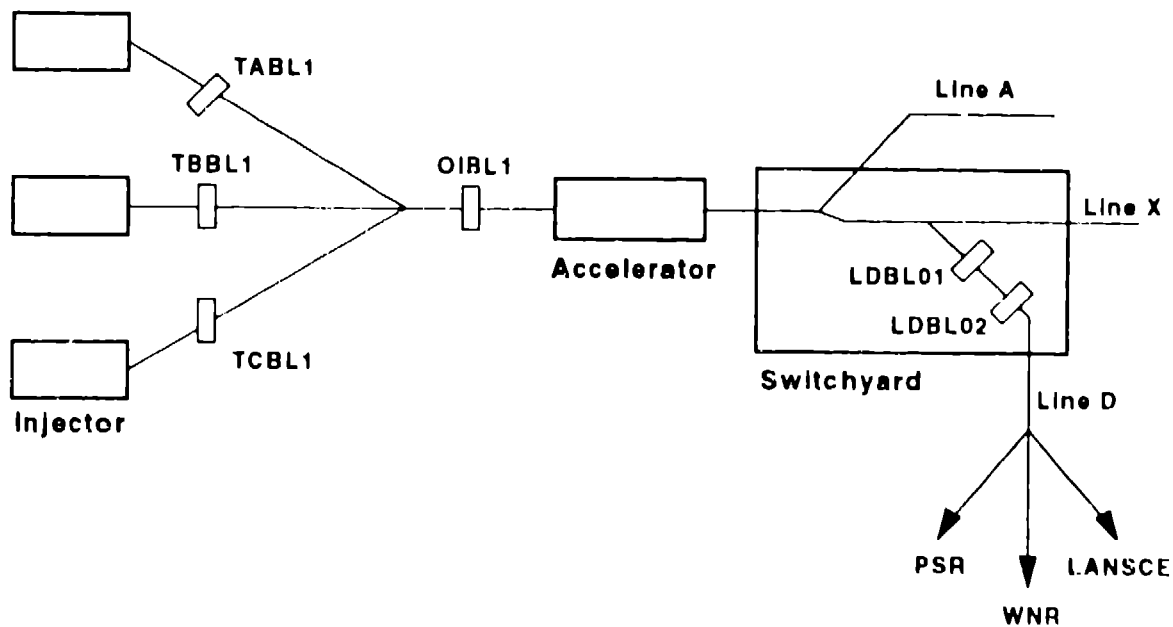 TABL1
Line A
TBBL1
OIBL1
Line X
Accelerator
LDBL01
LDBL02
TCBL1
Switchyard
Injector
Line D
PSR
LANSCE
WNR